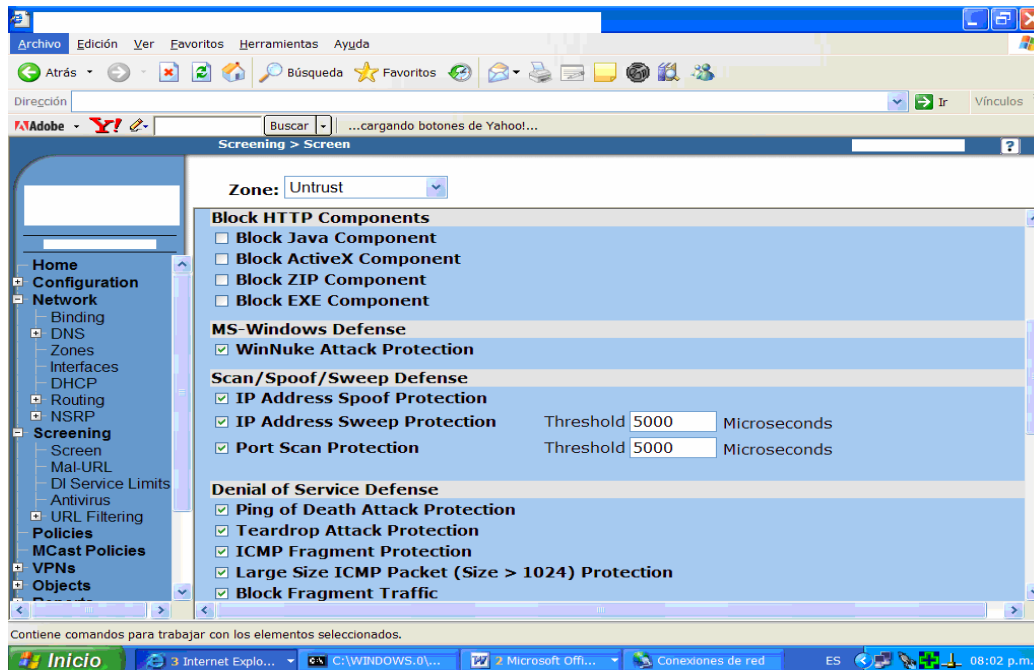 Archivo Edición Ver Favoritos Herramientas Ayuda
Atrás Búsqueda Favoritos
Dirección Ir Vínculos
Adobe Y! Buscar ...cargando botones de Yahoo!...
Screening > Screen ?
Zone: Untrust
Home
Configuration
Network
Binding
DNS
Zones
Interfaces
DHCP
Routing
NSRP
Screening
Screen
Mal-URL
DI Service Limits
Antivirus
URL Filtering
Policies
MCast Policies
VPNs
Objects
Block HTTP Components
Block Java Component
Block ActiveX Component
Block ZIP Component
Block EXE Component
MS-Windows Defense
WinNuke Attack Protection
Scan/Spoof/Sweep Defense
IP Address Spoof Protection
IP Address Sweep Protection Threshold 5000 Microseconds
Port Scan Protection Threshold 5000 Microseconds
Denial of Service Defense
Ping of Death Attack Protection
Teardrop Attack Protection
ICMP Fragment Protection
Large Size ICMP Packet (Size > 1024) Protection
Block Fragment Traffic
Contiene comandos para trabajar con los elementos seleccionados.
Inicio 3 Internet Explo... C:\WINDOWS.0\... 2 Microsoft Offi... Conexiones de red ES 08:02 p.m.